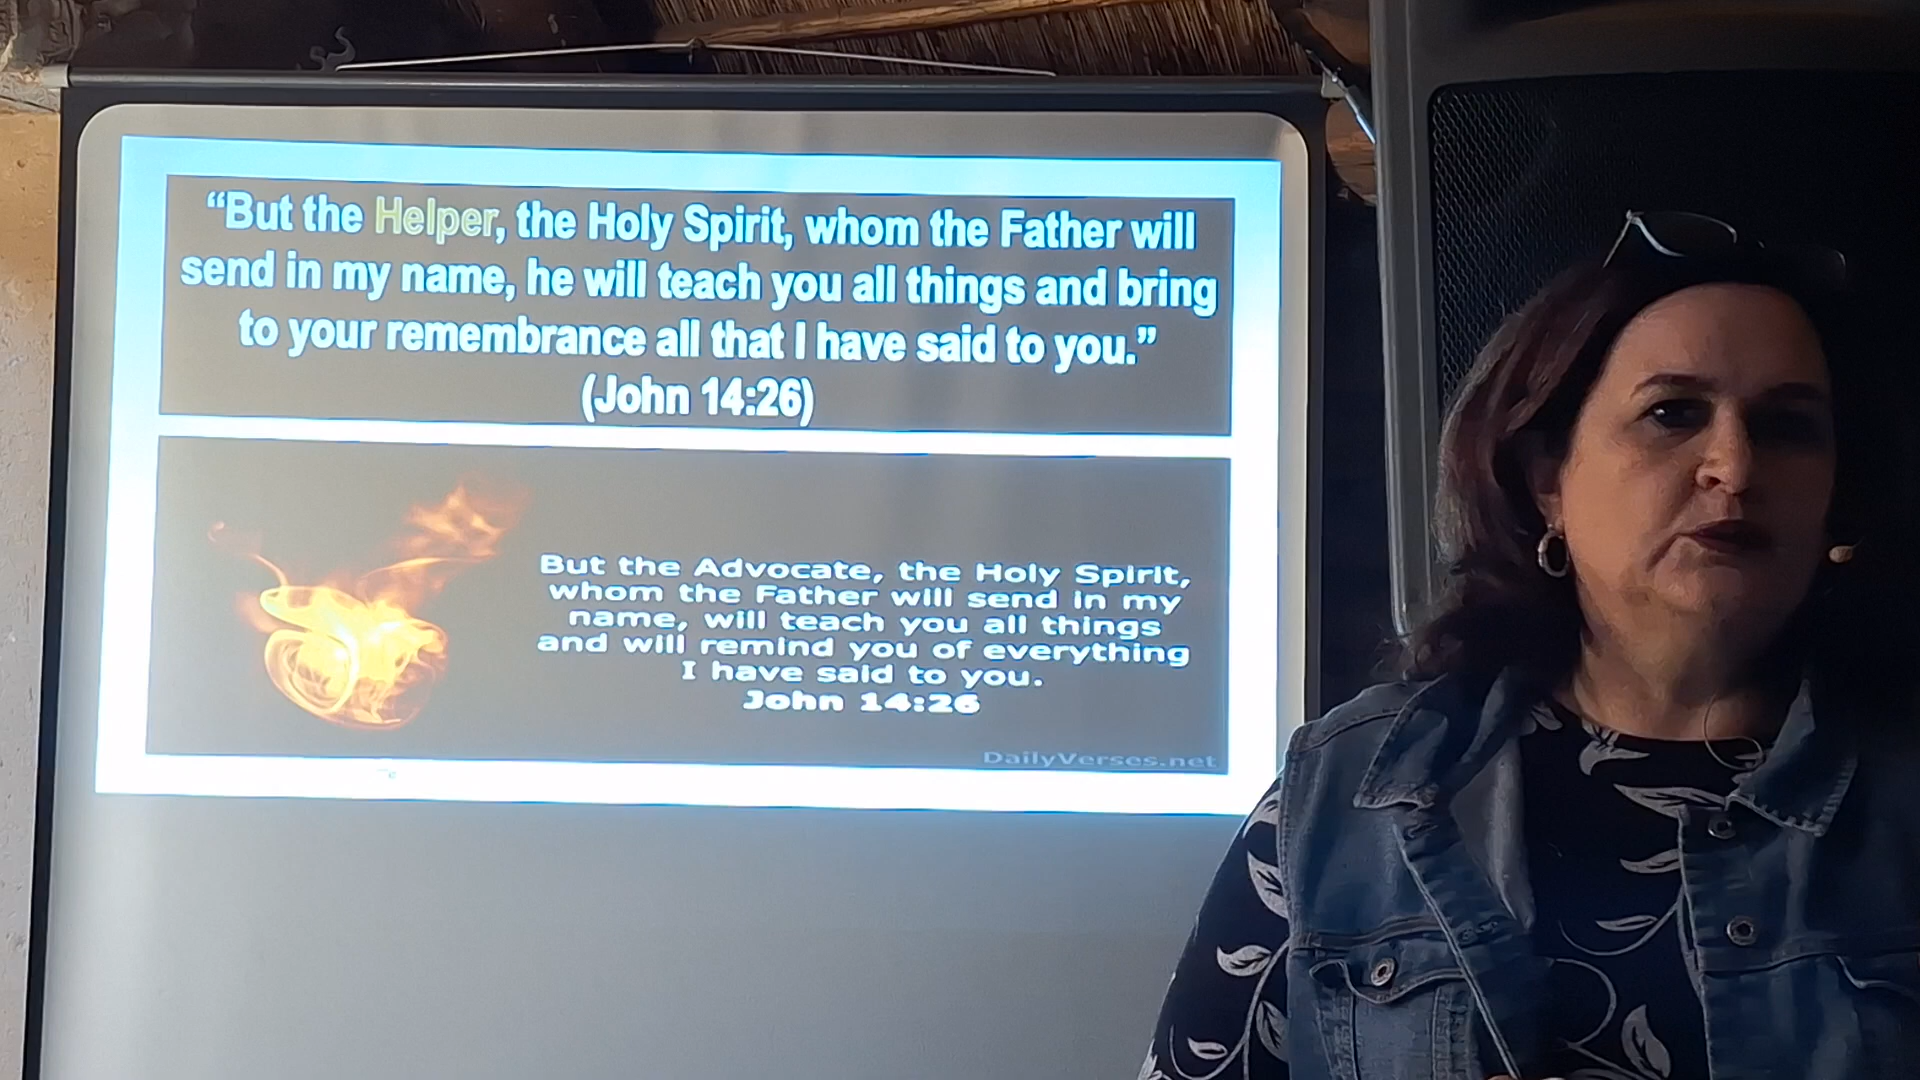 “But the Helper, the Holy Spirit, whom the Father will
send in my name, he will teach you all things and bring
to your remembrance all that I have said to you.”
(John 14:26)
But the Advocate, the Holy Spirit,
whom the Father will send in my
name, will teach you all things
and will remind you of everything
I have said to you.
John 14:26
DailyVerses.net